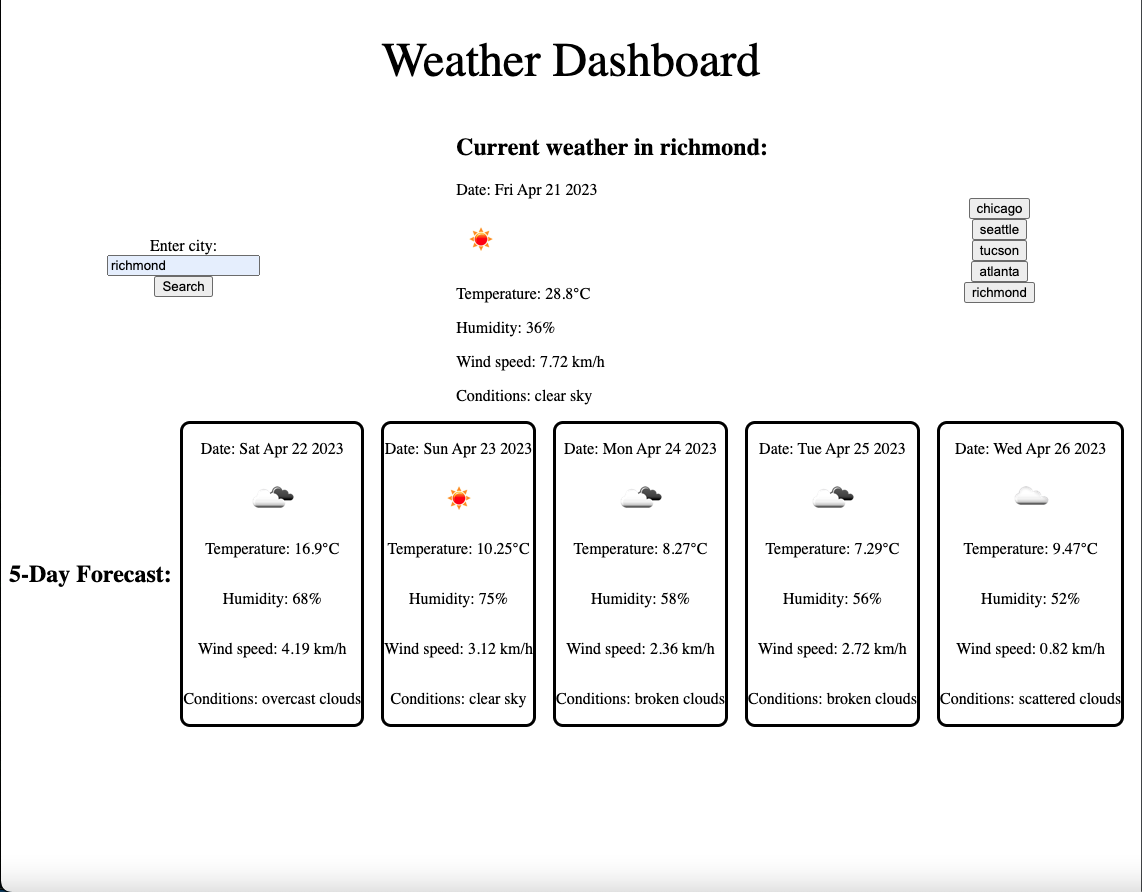 Weather Dashboard
Enter city:
richmond
Search
Current weather in richmond:
Date: Fri Apr 21 2023
Temperature: 28.8°C
Humidity: 36%
Wind speed: 7.72 km/h
Conditions: clear sky
chicago
seattle
tucson
atlanta
richmond
5-Day Forecast:
Date: Sat Apr 22 2023
Temperature: 16.9°C
Humidity: 68%
Wind speed: 4.19 km/h
Conditions: overcast clouds
Date: Sun Apr 23 2023
Temperature: 10.25°C
Humidity: 75%
Wind speed: 3.12 km/h
Conditions: clear sky
Date: Mon Apr 24 2023
Temperature: 8.27°C
Humidity: 58%
Wind speed: 2.36 km/h
Conditions: broken clouds
Date: Tue Apr 25 2023
Temperature: 7.29°C
Humidity: 56%
Wind speed: 2.72 km/h
Conditions: broken clouds
Date: Wed Apr 26 2023
Temperature: 9.47°C
Humidity: 52%
Wind speed: 0.82 km/h
Conditions: scattered clouds